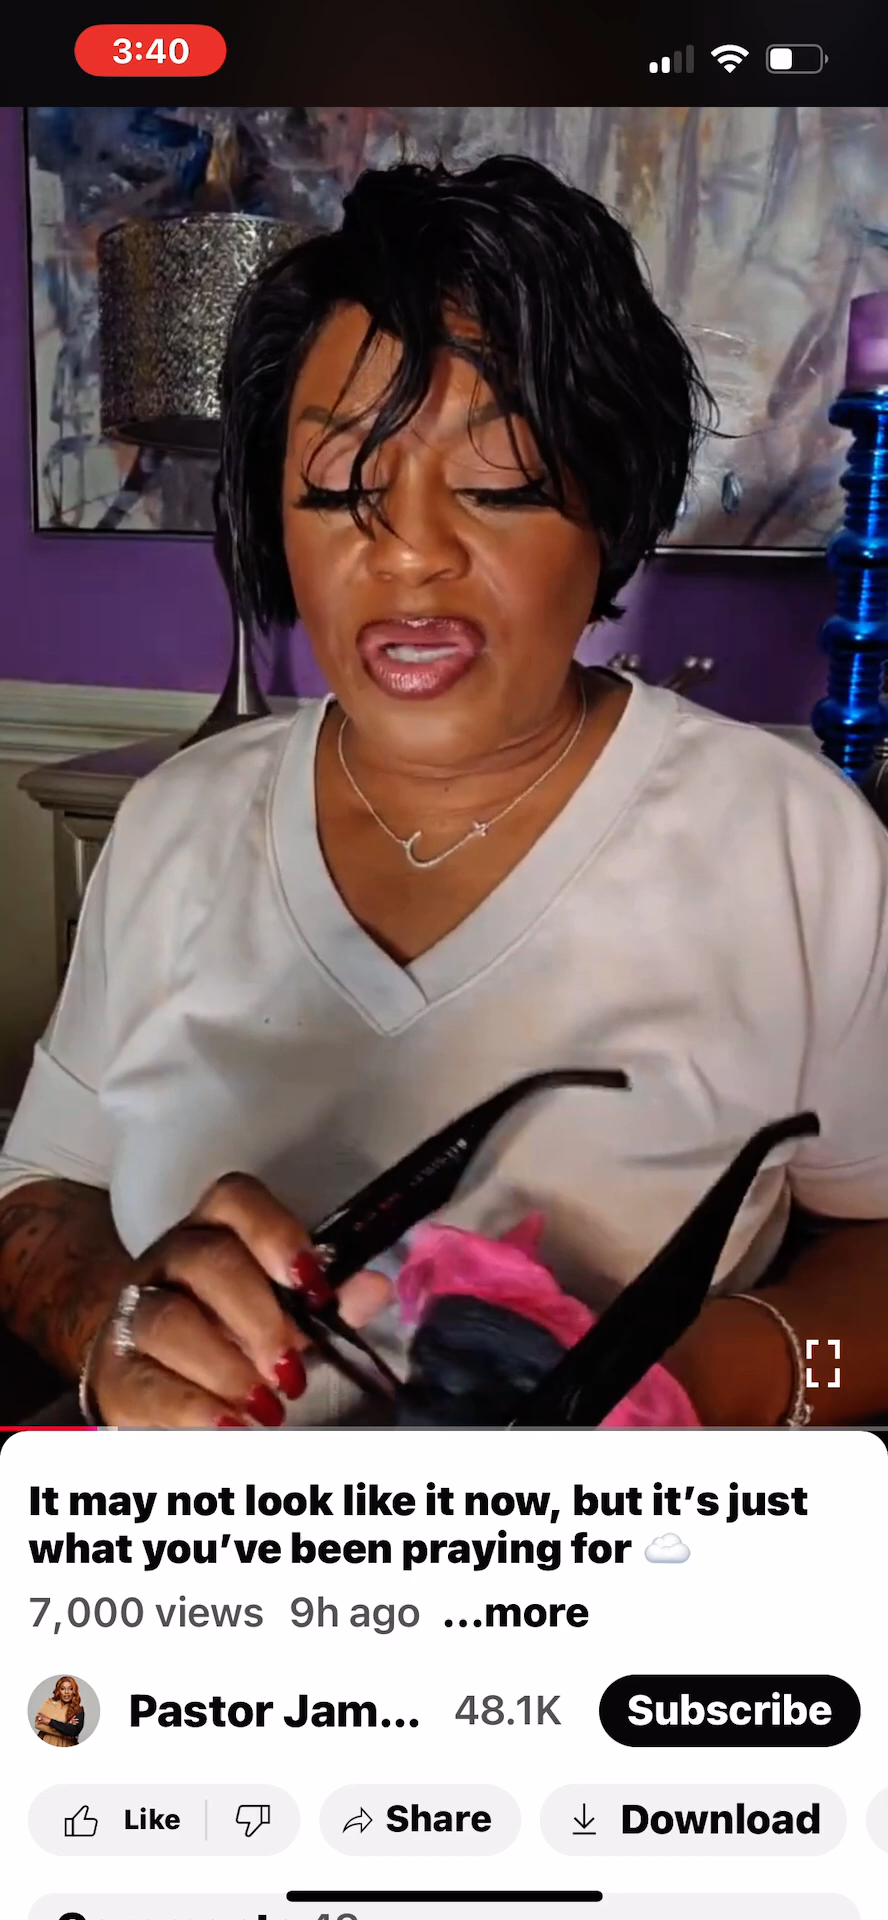 3:40
It may not look like it now, but it’s just
what you’ve been praying for
7,000 views 9h ago ...more
Pastor Jam... 48.1K Subscribe
Like Share Download